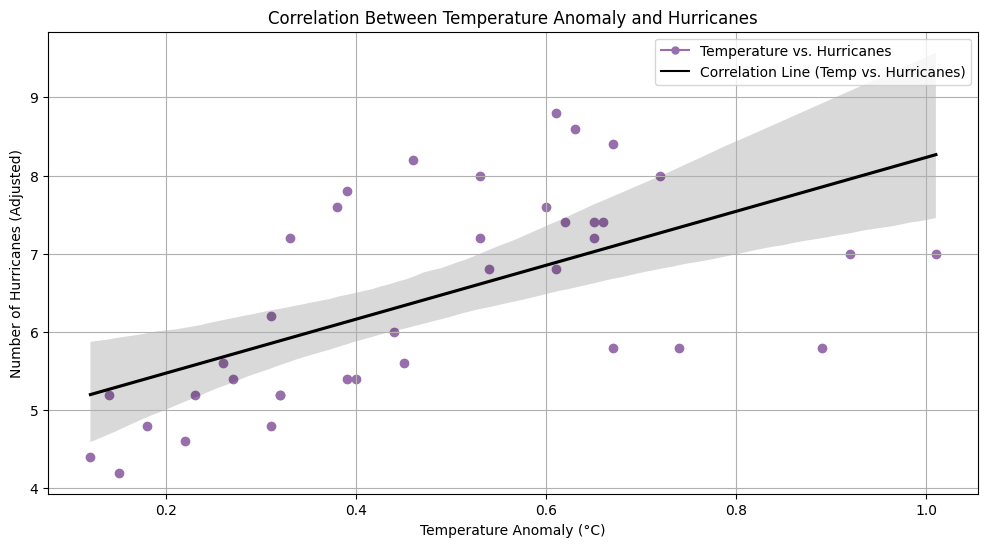 Correlation Between Temperature Anomaly and Hurricanes
Temperature vs. Hurricanes
Correlation Line (Temp vs. Hurricanes)
Number of Hurricanes (Adjusted)
9
8
7
6
5
4
0.2 0.4 0.6 0.8 1.0
Temperature Anomaly (°C)